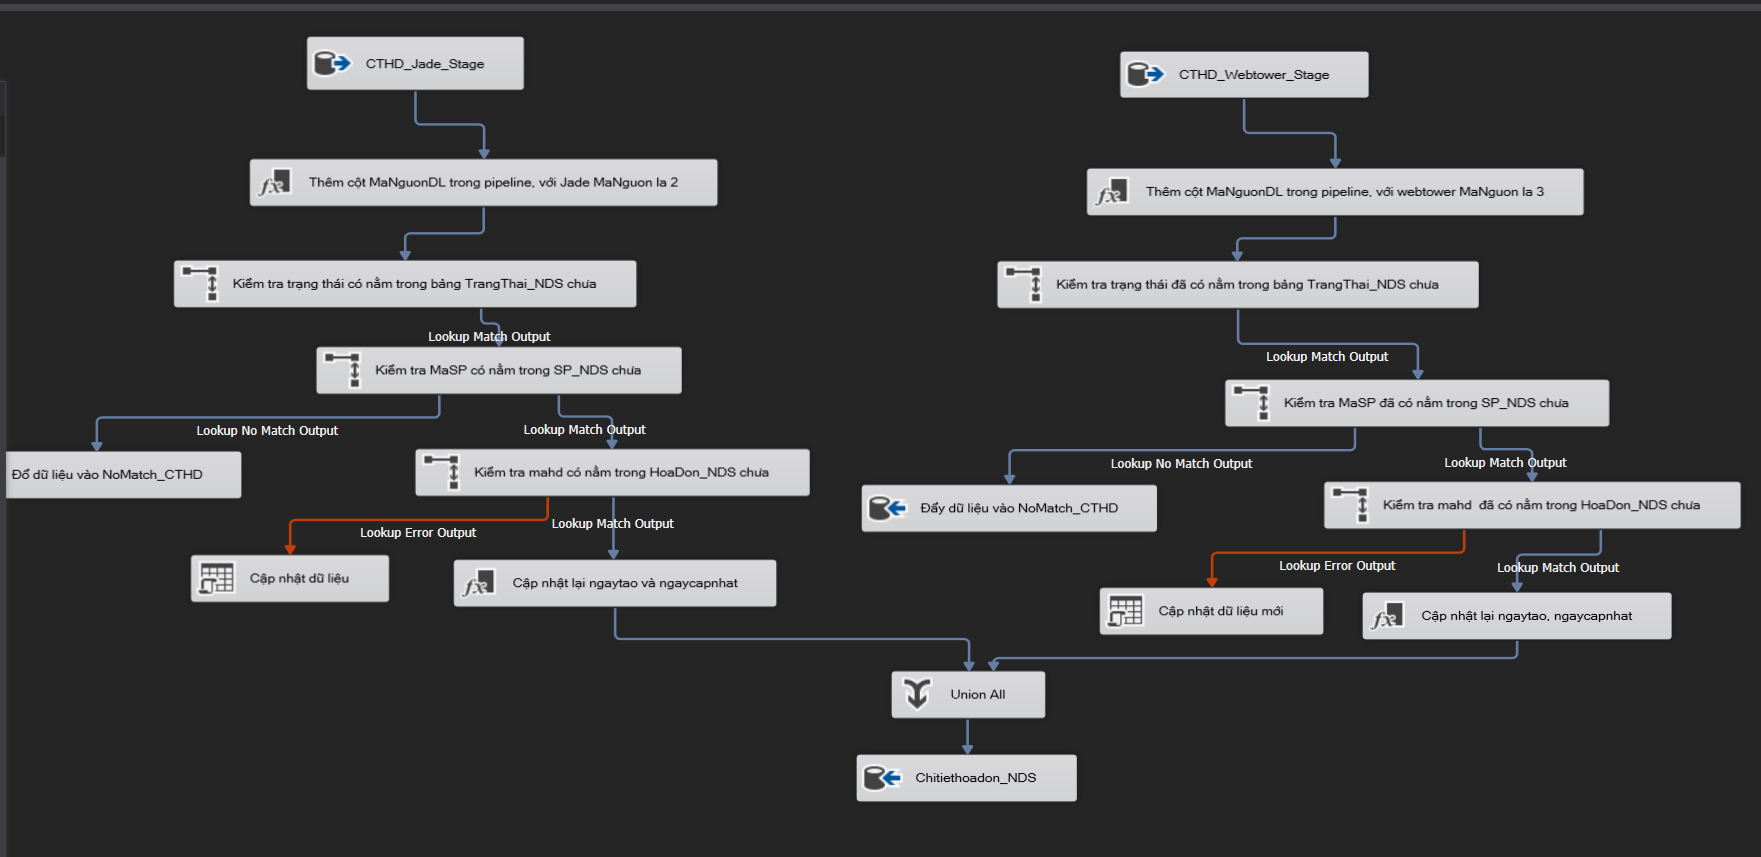 CTHD_Jade_Stage
CTHD_Webtower_Stage
Thêm cột MaNguonDL trong pipeline, với Jade MaNguon la 2
Thêm cột MaNguonDL trong pipeline, với webtower MaNguon la 3
Kiểm tra trạng thái có nằm trong bảng TrangThai_NDS chưa
Kiểm tra trạng thái đã có nằm trong bảng TrangThai_NDS chưa
Lookup Match Output
Lookup Match Output
Kiểm tra MaSP có nằm trong SP_NDS chưa
Kiểm tra MaSP đã có nằm trong SP_NDS chưa
Lookup No Match Output
Lookup Match Output
Lookup No Match Output
Lookup Match Output
Đổ dữ liệu vào NoMatch_CTHD
Kiểm tra mahd có nằm trong HoaDon_NDS chưa
Đẩy dữ liệu vào NoMatch_CTHD
Kiểm tra mahd  đã có nằm trong HoaDon_NDS chưa
Lookup Error Output
Lookup Match Output
Lookup Error Output
Lookup Match Output
Cập nhật dữ liệu
Cập nhật lại ngaytao và ngaycapnhat
Cập nhật dữ liệu mới
Cập nhật lại ngaytao, ngaycapnhat
Union All
Chitiethoadon_NDS